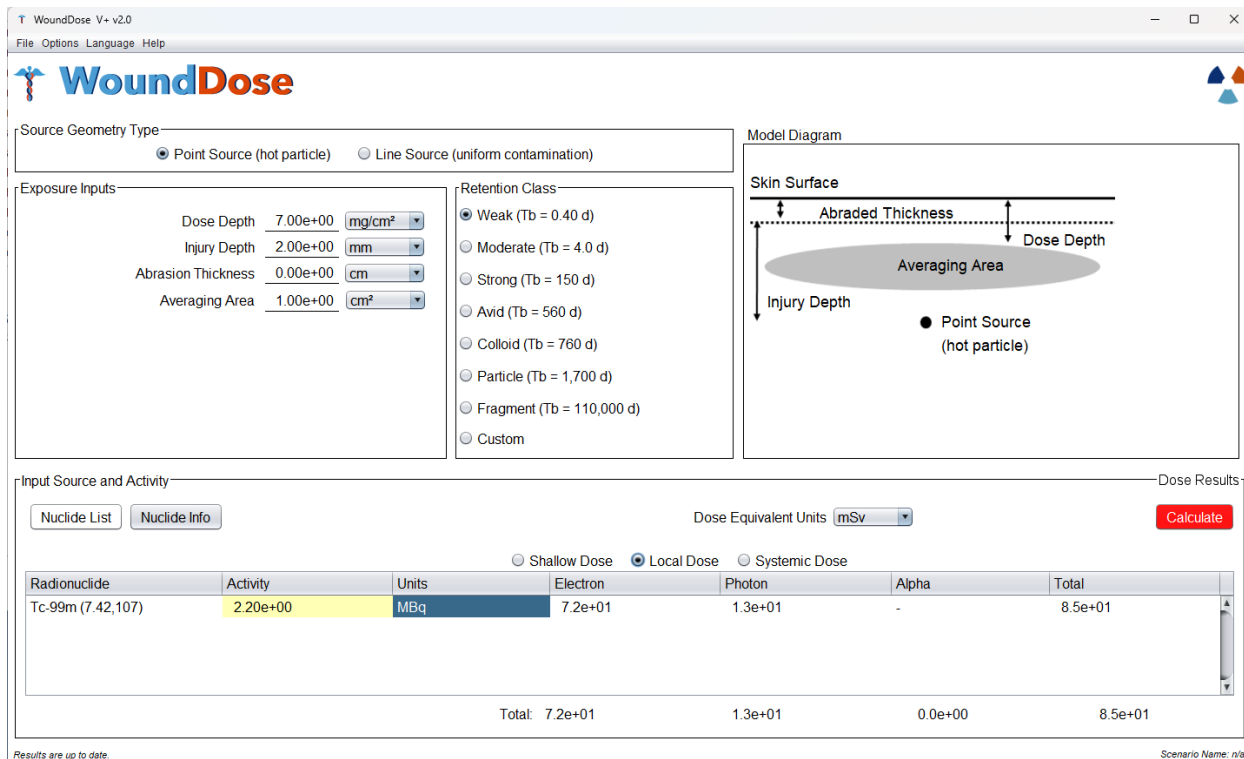 WoundDose V+ v2.0
File Options Language Help
WoundDose
Source Geometry Type
Point Source (hot particle) Line Source (uniform contamination)
Exposure Inputs
Dose Depth 7.00e+00 mg/cm²
Injury Depth 2.00e+00 mm
Abrasion Thickness 0.00e+00 cm
Averaging Area 1.00e+00 cm²
Retention Class
Weak (Tb = 0.40 d)
Moderate (Tb = 4.0 d)
Strong (Tb = 150 d)
Avid (Tb = 560 d)
Colloid (Tb = 760 d)
Particle (Tb = 1,700 d)
Fragment (Tb = 110,000 d)
Custom
Model Diagram
Skin Surface
Abraded Thickness
Dose Depth
Averaging Area
Injury Depth
Point Source
(hot particle)
Input Source and Activity Dose Results
Nuclide List Nuclide Info Dose Equivalent Units mSv Calculate
Shallow Dose Local Dose Systemic Dose
Radionuclide Activity Units Electron Photon Alpha Total
Tc-99m (7.42,107) 2.20e+00 MBq 7.2e+01 1.3e+01 - 8.5e+01
Total: 7.2e+01 1.3e+01 0.0e+00 8.5e+01
Results are up to date. Scenario Name: n/a